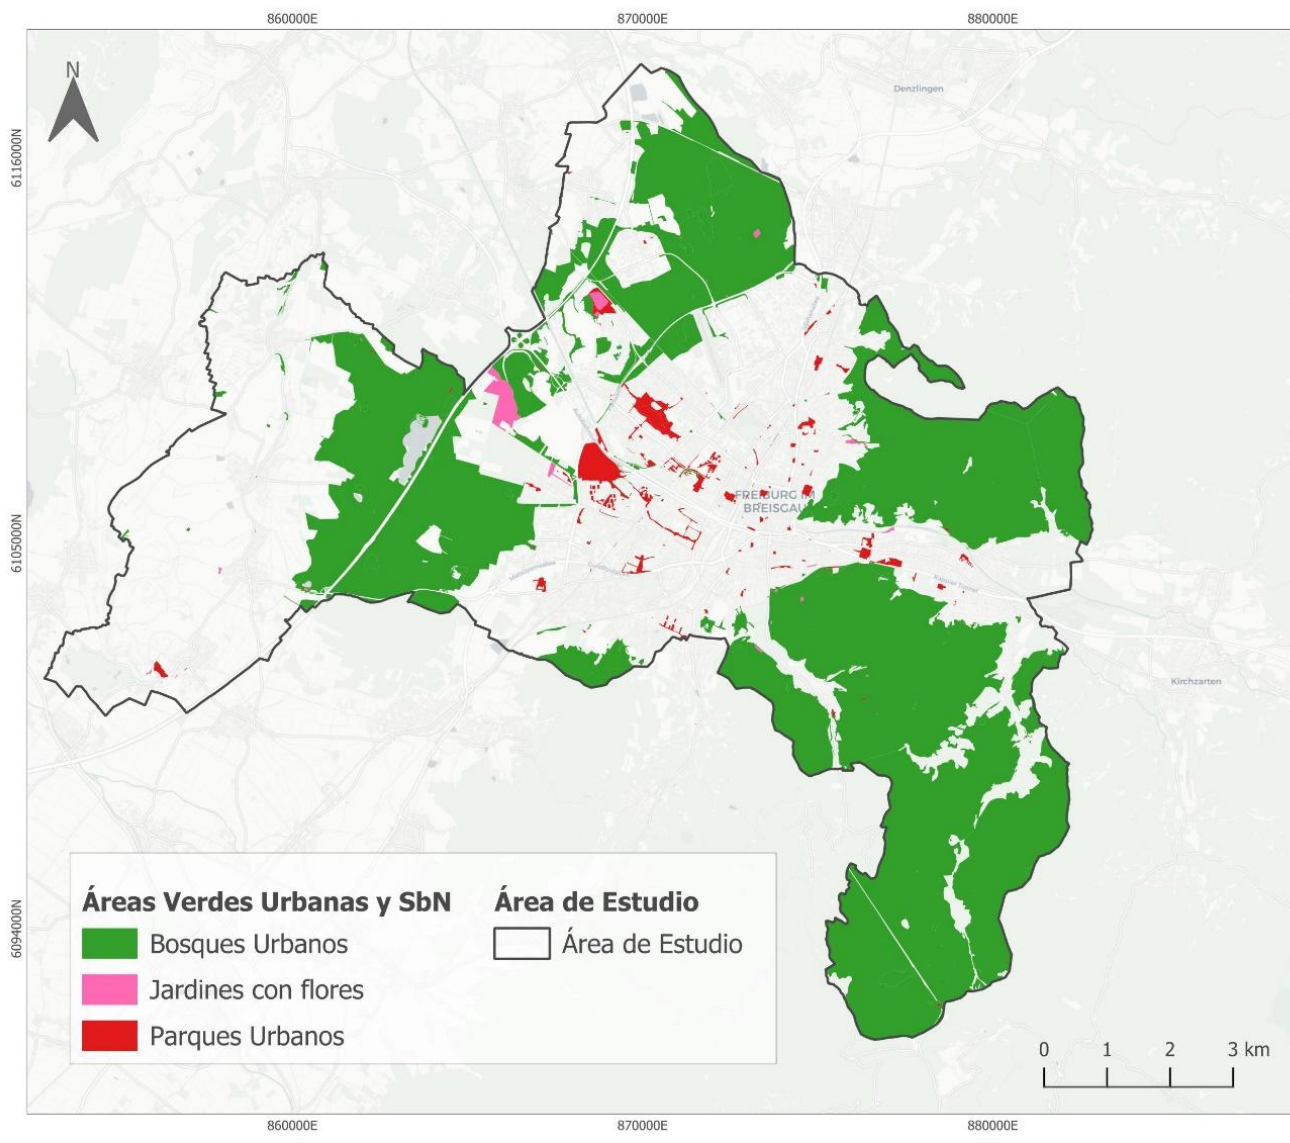 860000E
870000E
880000E
N
Denzlingen
6116000N
FREIBURG IM
BREISGAU
6105000N
Kirchzarten
Áreas Verdes Urbanas y SbN
Bosques Urbanos
Jardines con flores
Parques Urbanos
Área de Estudio
Área de Estudio
6094000N
0 1 2 3 km
860000E
870000E
880000E